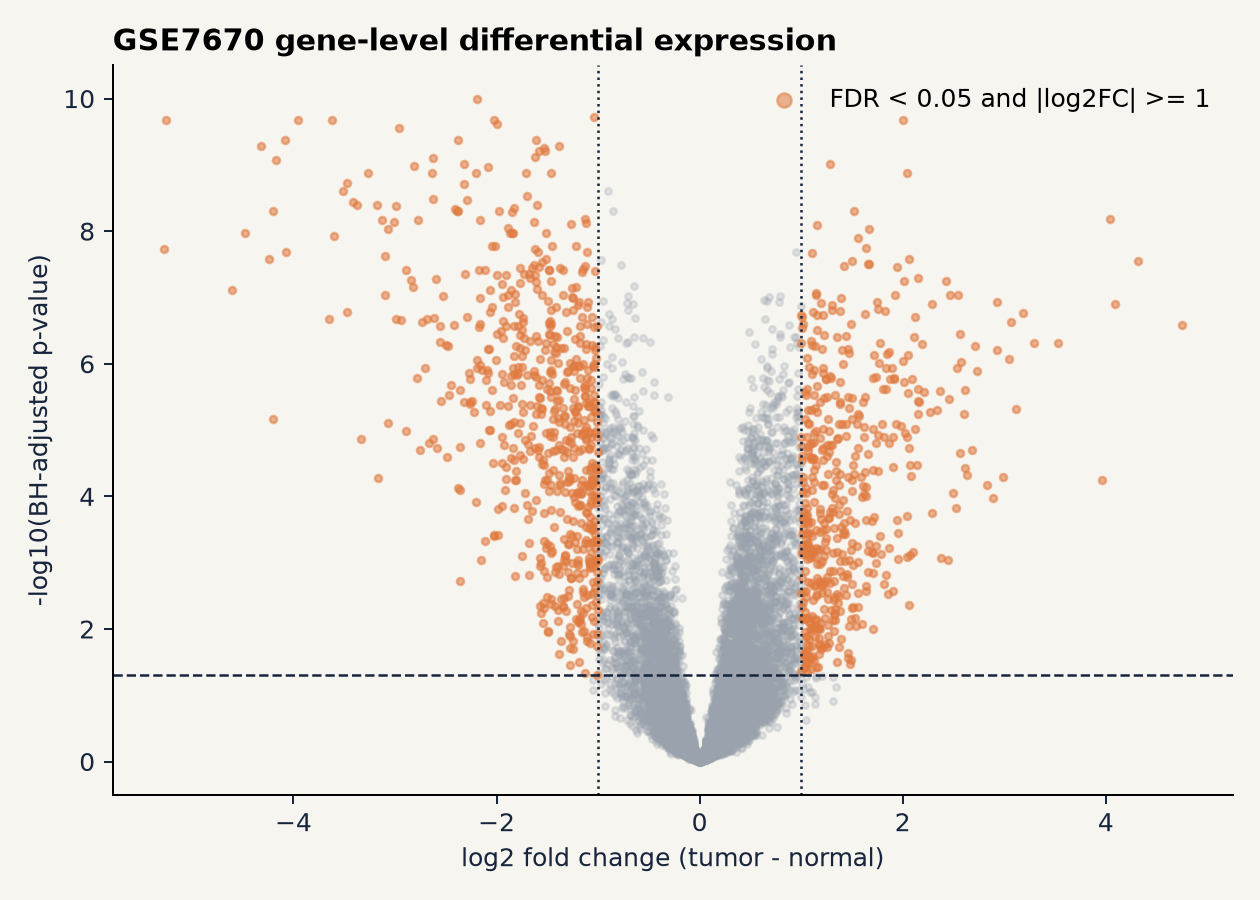 GSE7670 gene-level differential expression
FDR < 0.05 and |log2FC| >= 1
-log10(BH-adjusted p-value)
10
8
6
4
2
0
−4
−2
0
2
4
log2 fold change (tumor - normal)